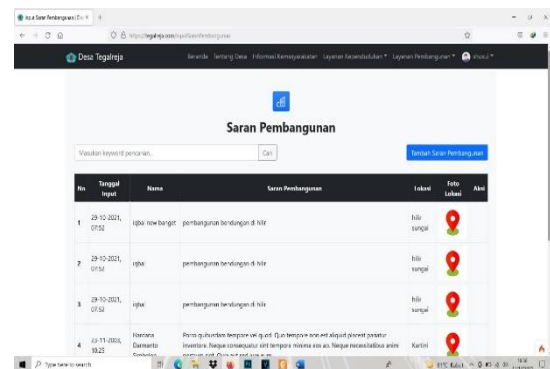 Desa Tegalreja
Beranda Tentang Desa Informasi Kemasyarakatan Layanan Kependudukan Layanan Pembangunan
Saran Pembangunan
Masukan keyword pencarian.. Cari Tambah Saran Pembangunan
No Tanggal Input Nama Saran Pembangunan Lokasi Foto Lokasi Aksi
1 29-10-2021, 07:52 iqbal new banget pembangunan bendungan di hilir hilir sungai
2 29-10-2021, 07:52 iqbal pembangunan bendungan di hilir hilir sungai
3 29-10-2021, 07:52 iqbal pembangunan bendungan di hilir hilir sungai
4 Hardana Darmanto Porro quibusdam tempore vel quod. Quo tempore non est aliquid placeat pariatur Kartini
inventore. Neque consequatur sint tempore minima eos ao. Neque necessitatibus animi
Type here to search